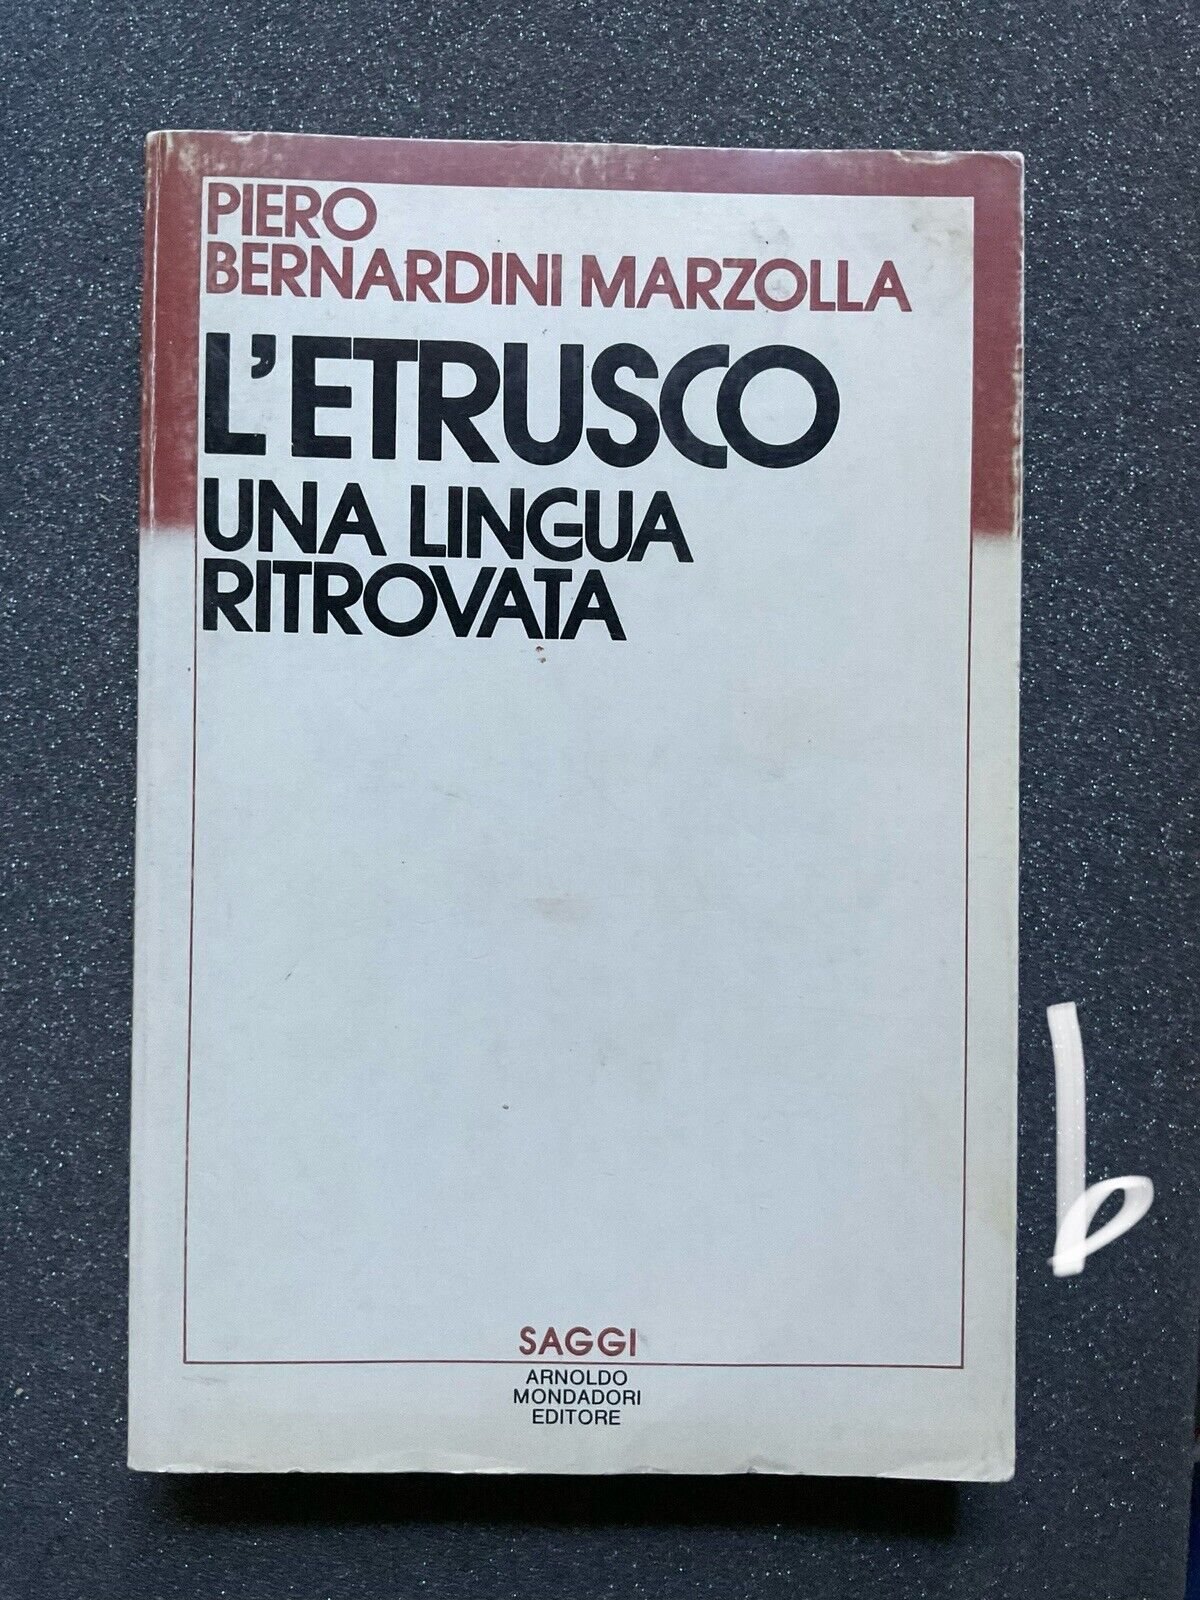 PIERO
BERNARDINI MARZOLLA
L'ETRUSCO
UNA LINGUA
RITROVATA
SAGGI
ARNOLDO
MONDADORI
EDITORE
b